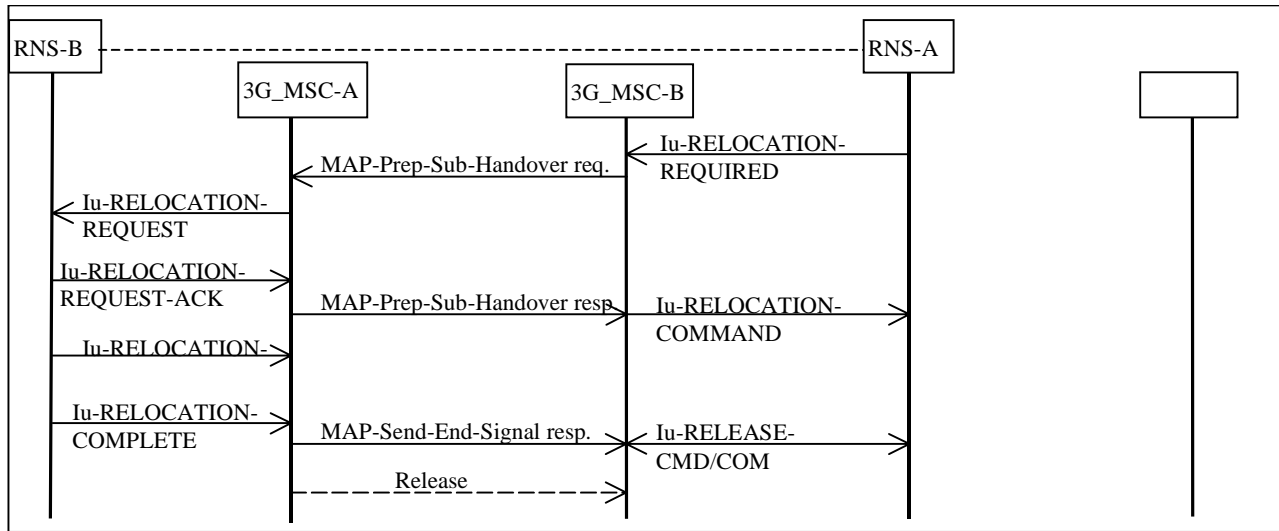 RNS-B
RNS-A
3G_MSC-A
3G_MSC-B
Iu-RELOCATION-
REQUIRED
MAP-Prep-Sub-Handover req.
Iu-RELOCATION-
REQUEST
Iu-RELOCATION-
REQUEST-ACK
MAP-Prep-Sub-Handover resp
Iu-RELOCATION-
COMMAND
Iu-RELOCATION-
Iu-RELOCATION-
COMPLETE
MAP-Send-End-Signal resp.
Iu-RELEASE-
CMD/COM
Release